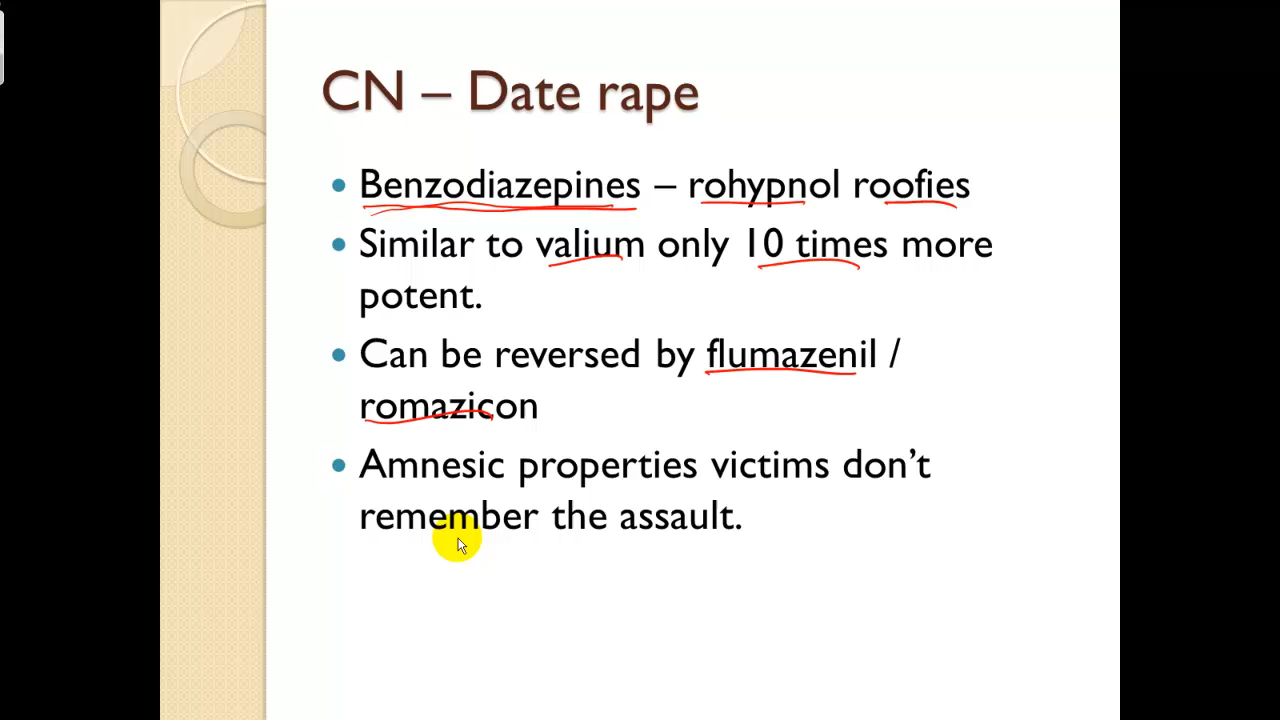 CN – Date rape
• Benzodiazepines – rohypnol roofies
• Similar to valium only 10 times more
potent.
• Can be reversed by flumazenil /
romazicon
• Amnesic properties victims don't
remember the assault.